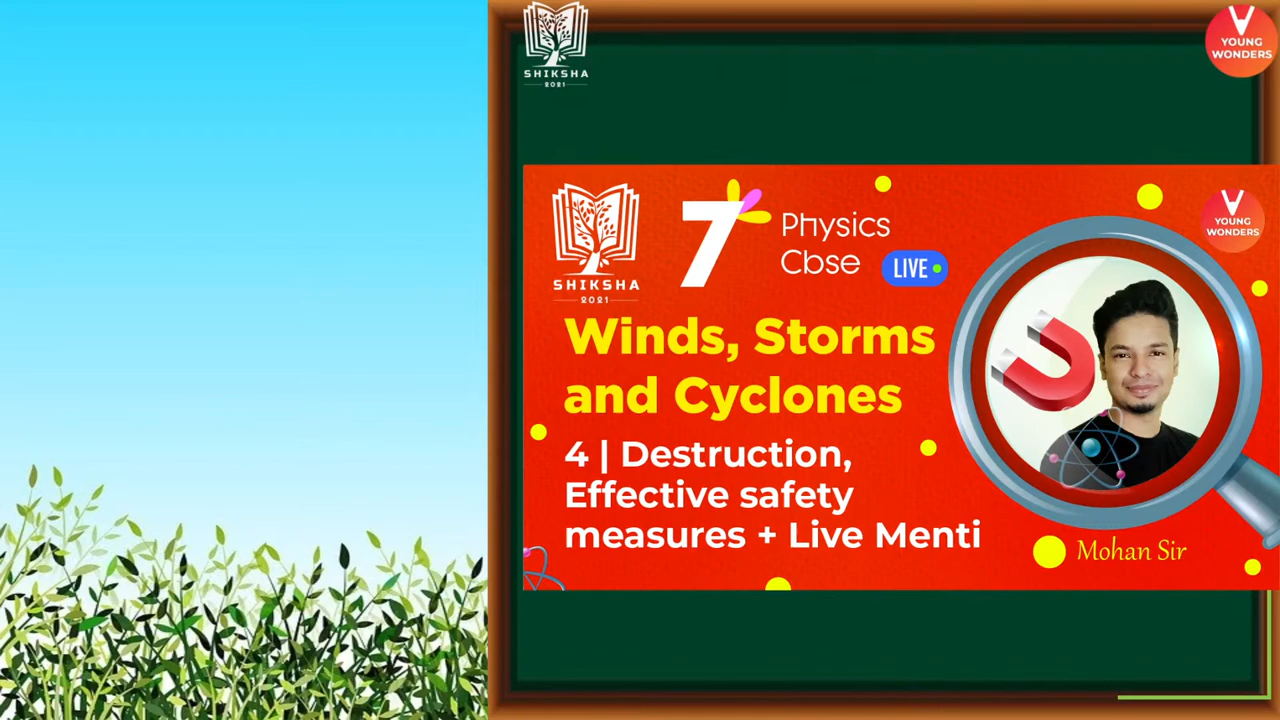 SHIKSHA
2021
V
YOUNG
WONDERS
SHIKSHA
2021
7
Physics
Cbse
LIVE
V
YOUNG
WONDERS
Winds, Storms
and Cyclones
4 | Destruction,
Effective safety
measures + Live Menti
Mohan Sir